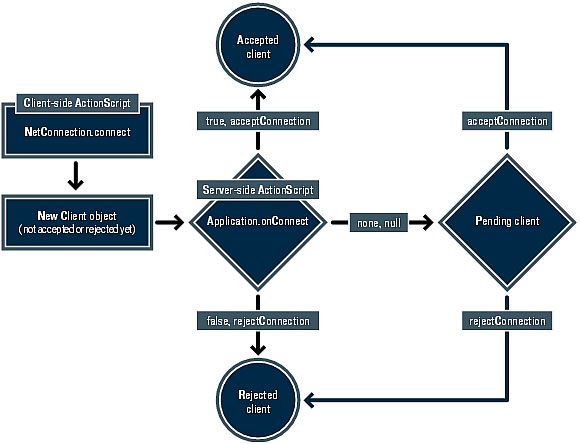 Accepted
client
Client-side ActionScript
NetConnection.connect
true, acceptConnection
acceptConnection
Server-side ActionScript
New Client object
(not accepted or rejected yet)
Application.onConnect
none, null
Pending client
false, rejectConnection
rejectConnection
Rejected
client